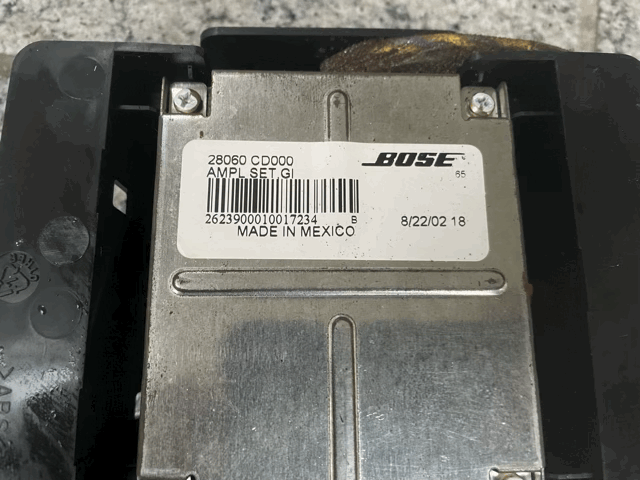 28060 CD000
BOSE
AMPL SET,GI
65
2623900010017234 B
8/22/02 18
MADE IN MEXICO